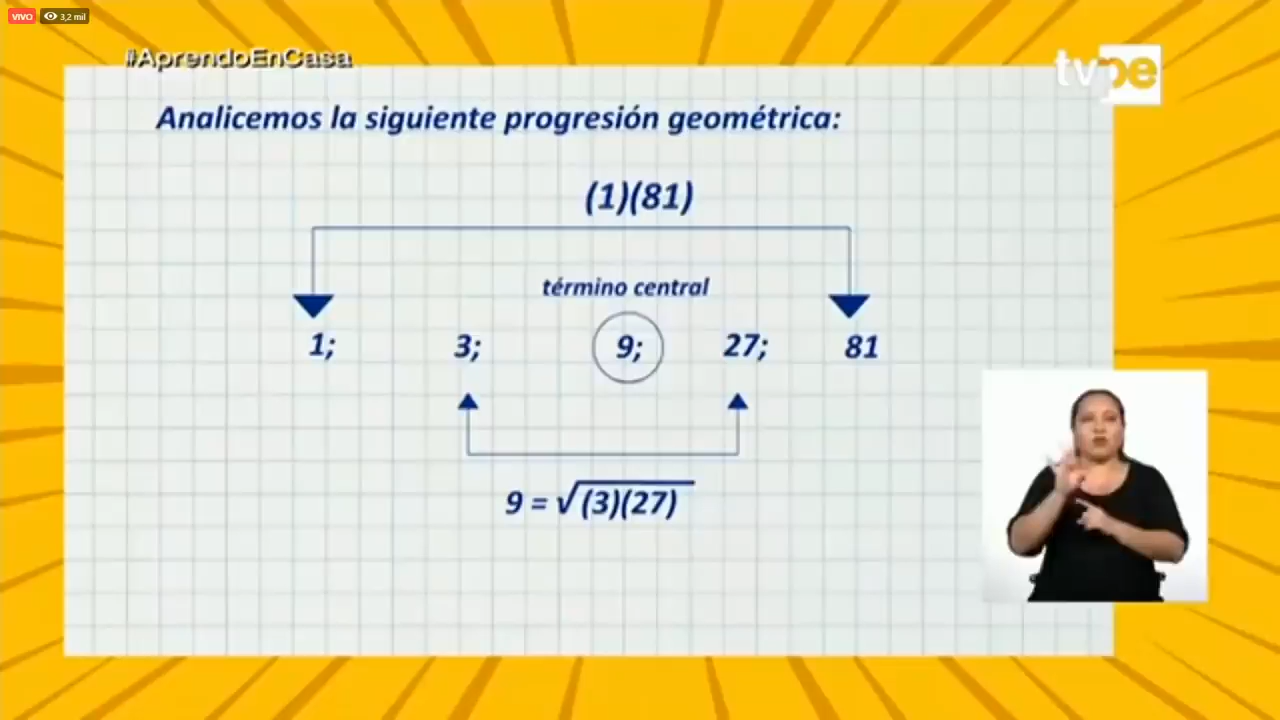 VIVO 3,2 mil
#AprendoEnCasa
tvpe
Analicemos la siguiente progresión geométrica:
(1)(81)
término central
1; 3; 9; 27; 81
9 = √(3)(27)